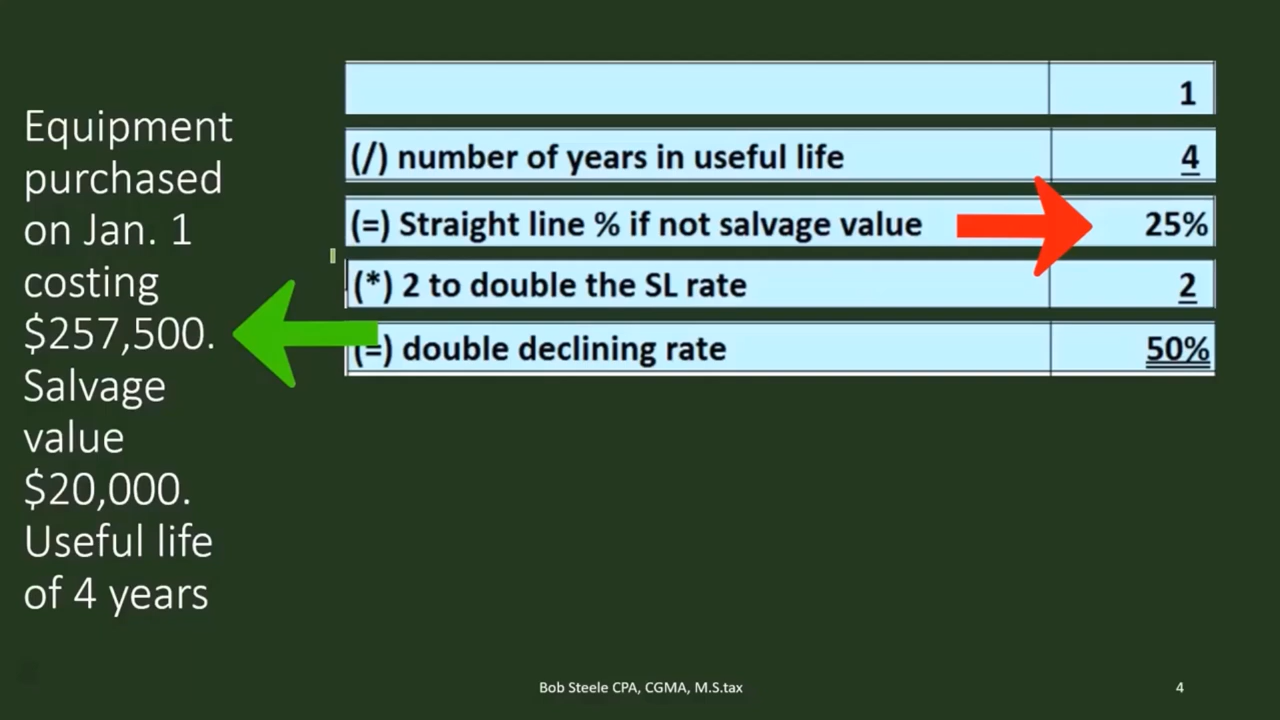 Equipment
purchased
on Jan. 1
costing
$257,500.
Salvage
value
$20,000.
Useful life
of 4 years
1
(/) number of years in useful life 4
(=) Straight line % if not salvage value 25%
(*) 2 to double the SL rate 2
(=) double declining rate 50%
Bob Steele CPA, CGMA, M.S.tax 4